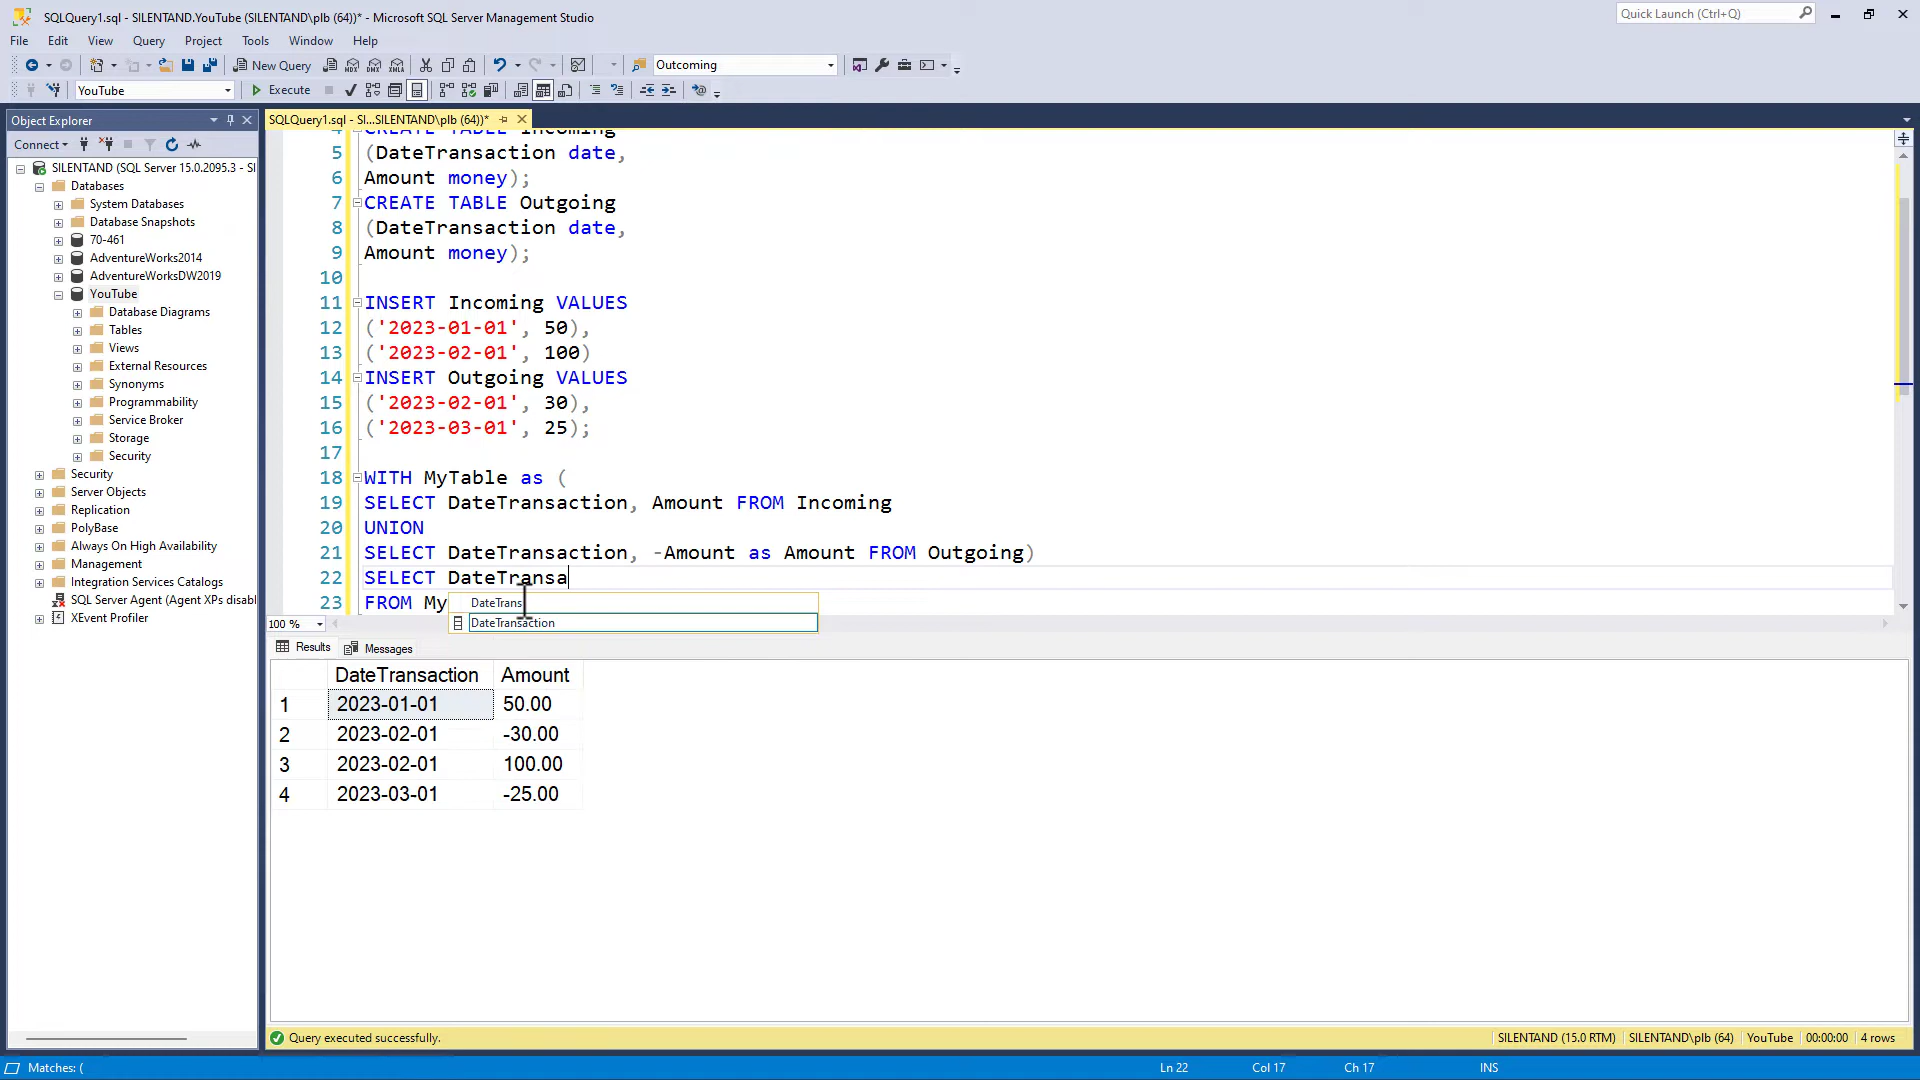 SQLQuery1.sql - SILENTAND.YouTube (SILENTAND\plb (64))* - Microsoft SQL Server Management Studio
Quick Launch (Ctrl+Q)
File Edit View Query Project Tools Window Help
New Query
Outcoming
YouTube
Execute
Object Explorer
SQLQuery1.sql - SI...SILENTAND\plb (64))*
Connect
SILENTAND (SQL Server 15.0.2095.3 - SI
Databases
System Databases
Database Snapshots
70-461
AdventureWorks2014
AdventureWorksDW2019
YouTube
Database Diagrams
Tables
Views
External Resources
Synonyms
Programmability
Service Broker
Storage
Security
Security
Server Objects
Replication
PolyBase
Always On High Availability
Management
Integration Services Catalogs
SQL Server Agent (Agent XPs disabl
XEvent Profiler
4 CREATE TABLE Incoming
5 (DateTransaction date,
6 Amount money);
7 CREATE TABLE Outgoing
8 (DateTransaction date,
9 Amount money);
10
11 INSERT Incoming VALUES
12 ('2023-01-01', 50),
13 ('2023-02-01', 100)
14 INSERT Outgoing VALUES
15 ('2023-02-01', 30),
16 ('2023-03-01', 25);
17
18 WITH MyTable as (
19 SELECT DateTransaction, Amount FROM Incoming
20 UNION
21 SELECT DateTransaction, -Amount as Amount FROM Outgoing)
22 SELECT DateTransa
23 FROM My
DateTrans
DateTransaction
100 %
Results Messages
DateTransaction Amount
1 2023-01-01 50.00
2 2023-02-01 -30.00
3 2023-02-01 100.00
4 2023-03-01 -25.00
Query executed successfully.
SILENTAND (15.0 RTM) SILENTAND\plb (64) YouTube 00:00:00 4 rows
Matches: (
Ln 22 Col 17 Ch 17 INS